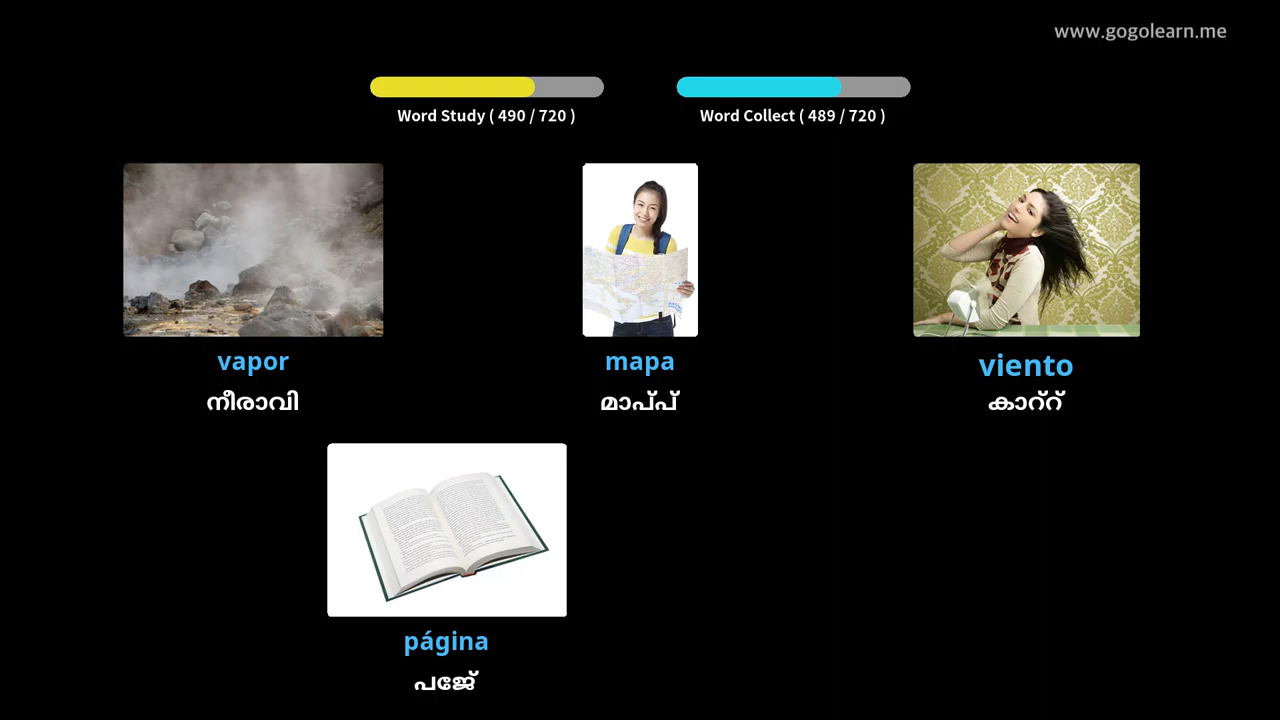 www.gogolearn.me
Word Study ( 490 / 720 )
Word Collect ( 489 / 720 )
vapor
നീരാവി
mapa
മാപ്പ്
viento
കാറ്റ്
página
പജേ്